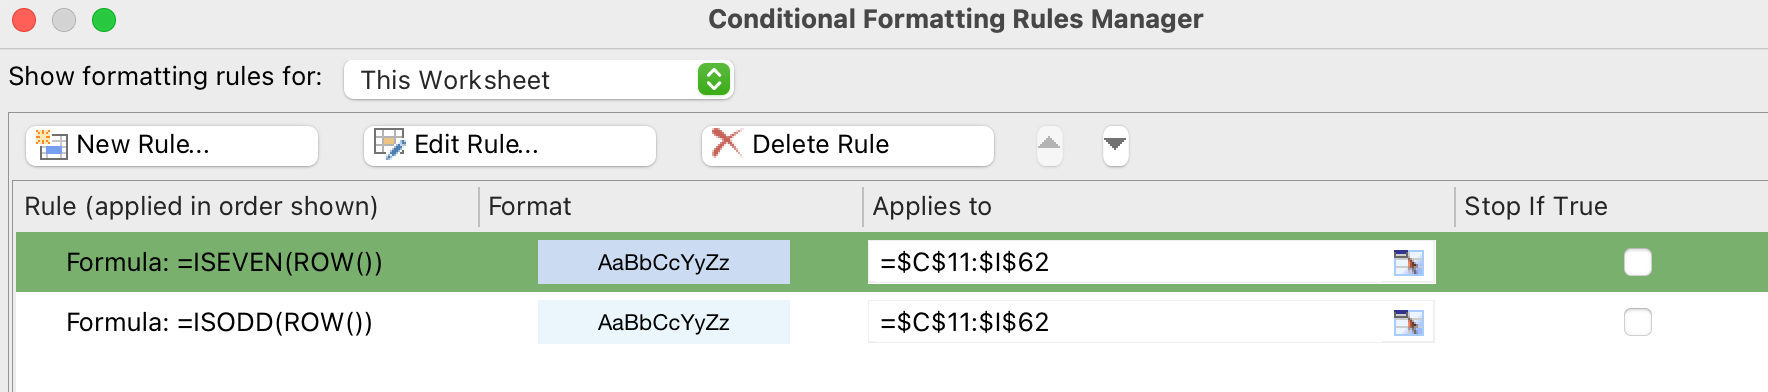 Conditional Formatting Rules Manager
Show formatting rules for: This Worksheet
New Rule... Edit Rule... Delete Rule
Rule (applied in order shown) Format Applies to Stop If True
Formula: =ISEVEN(ROW()) AaBbCcYyZz =$C$11:$I$62
Formula: =ISODD(ROW()) AaBbCcYyZz =$C$11:$I$62